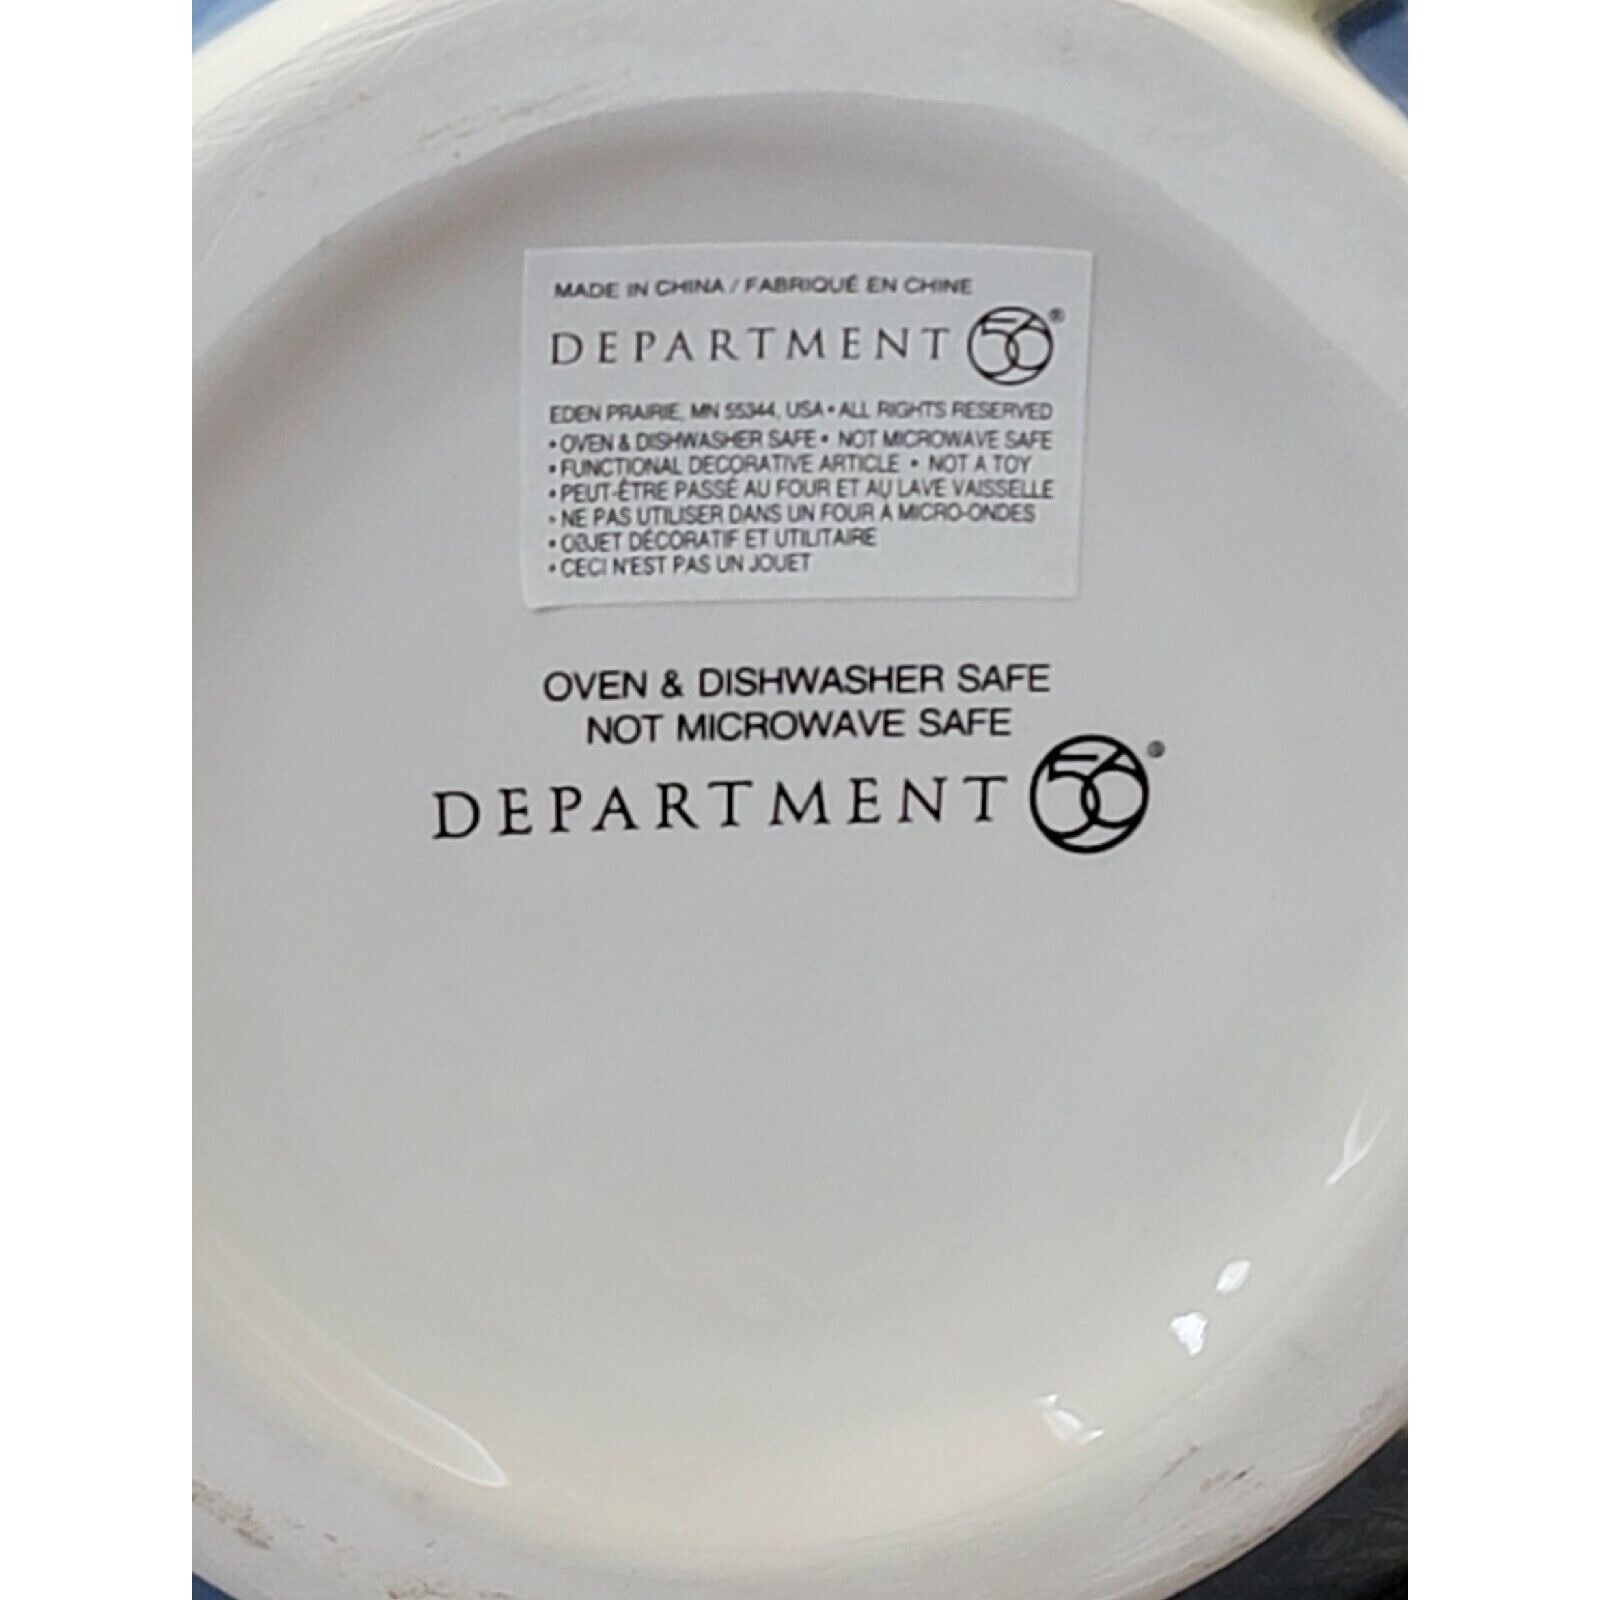 MADE IN CHINA / FABRIQUÉ EN CHINE
DEPARTMENT 56®
EDEN PRAIRIE, MN 55344, USA • ALL RIGHTS RESERVED
• OVEN & DISHWASHER SAFE • NOT MICROWAVE SAFE
• FUNCTIONAL DECORATIVE ARTICLE • NOT A TOY
• PEUT-ÊTRE PASSÉ AU FOUR ET AU LAVE VAISSELLE
• NE PAS UTILISER DANS UN FOUR À MICRO-ONDES
• OBJET DÉCORATIF ET UTILITAIRE
• CECI N'EST PAS UN JOUET
OVEN & DISHWASHER SAFE
NOT MICROWAVE SAFE
DEPARTMENT 56®